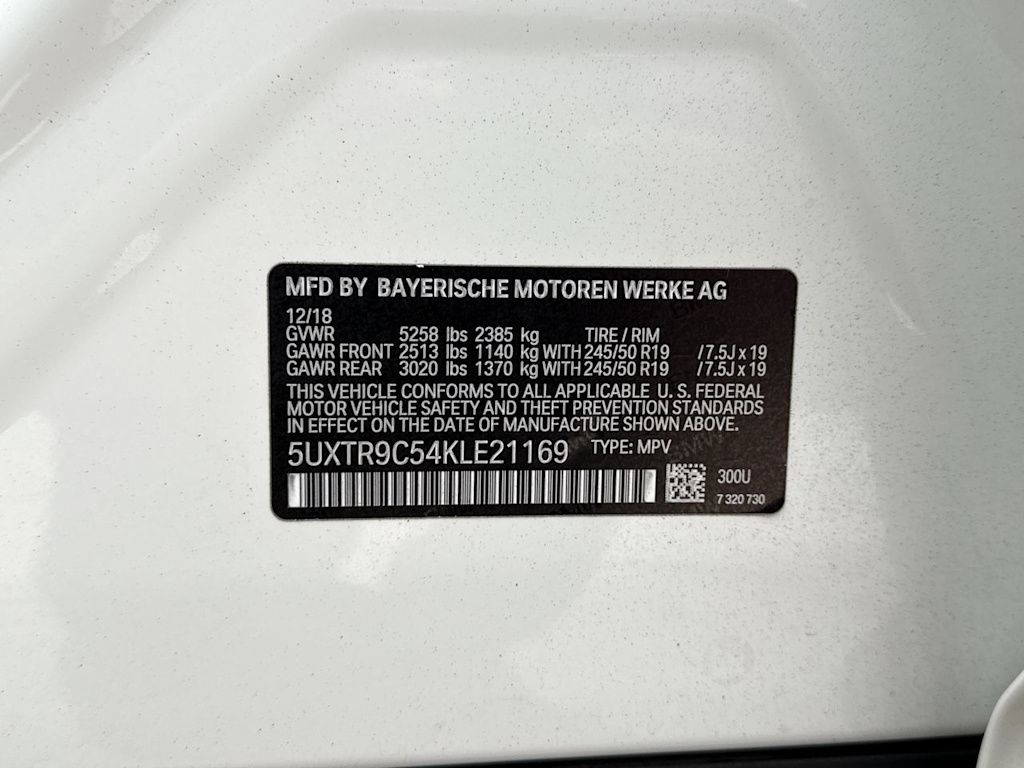 MFD BY BAYERISCHE MOTOREN WERKE AG
12/18
GVWR 5258 lbs 2385 kg TIRE / RIM
GAWR FRONT 2513 lbs 1140 kg WITH 245/50 R19 / 7.5J x 19
GAWR REAR 3020 lbs 1370 kg WITH 245/50 R19 / 7.5J x 19
THIS VEHICLE CONFORMS TO ALL APPLICABLE U. S. FEDERAL
MOTOR VEHICLE SAFETY AND THEFT PREVENTION STANDARDS
IN EFFECT ON THE DATE OF MANUFACTURE SHOWN ABOVE.
5UXTR9C54KLE21169 TYPE: MPV
300U
7 320 730